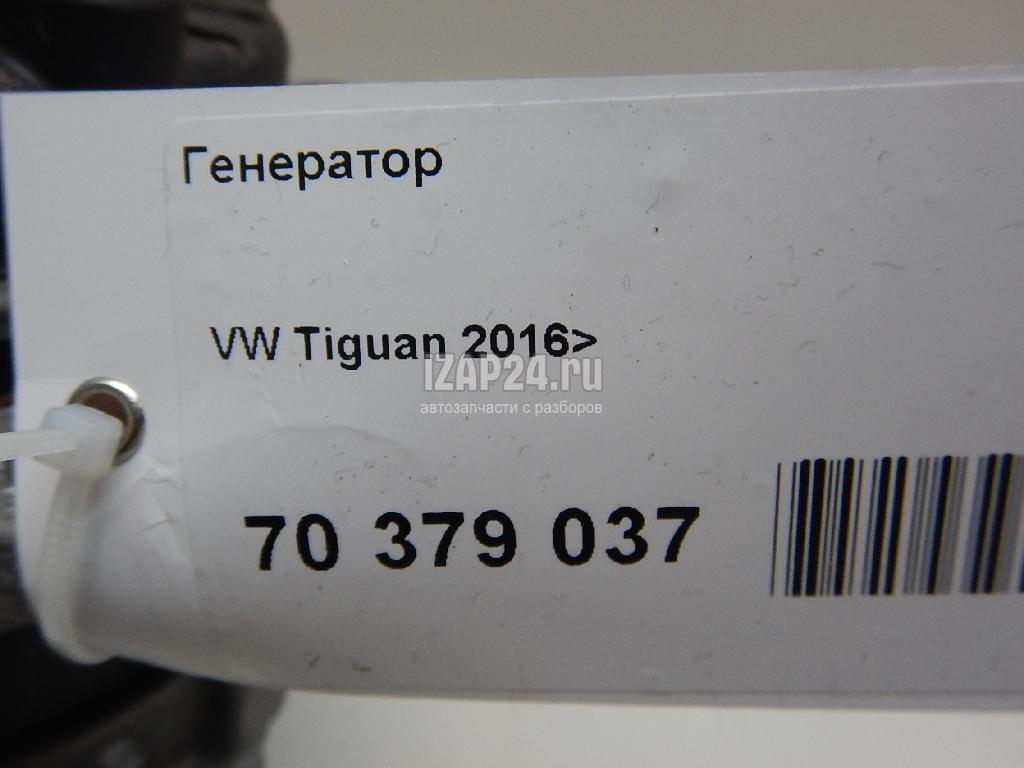 Генератор
VW Tiguan 2016>
IZAP24.ru
автозапчасти с разборов
70 379 037